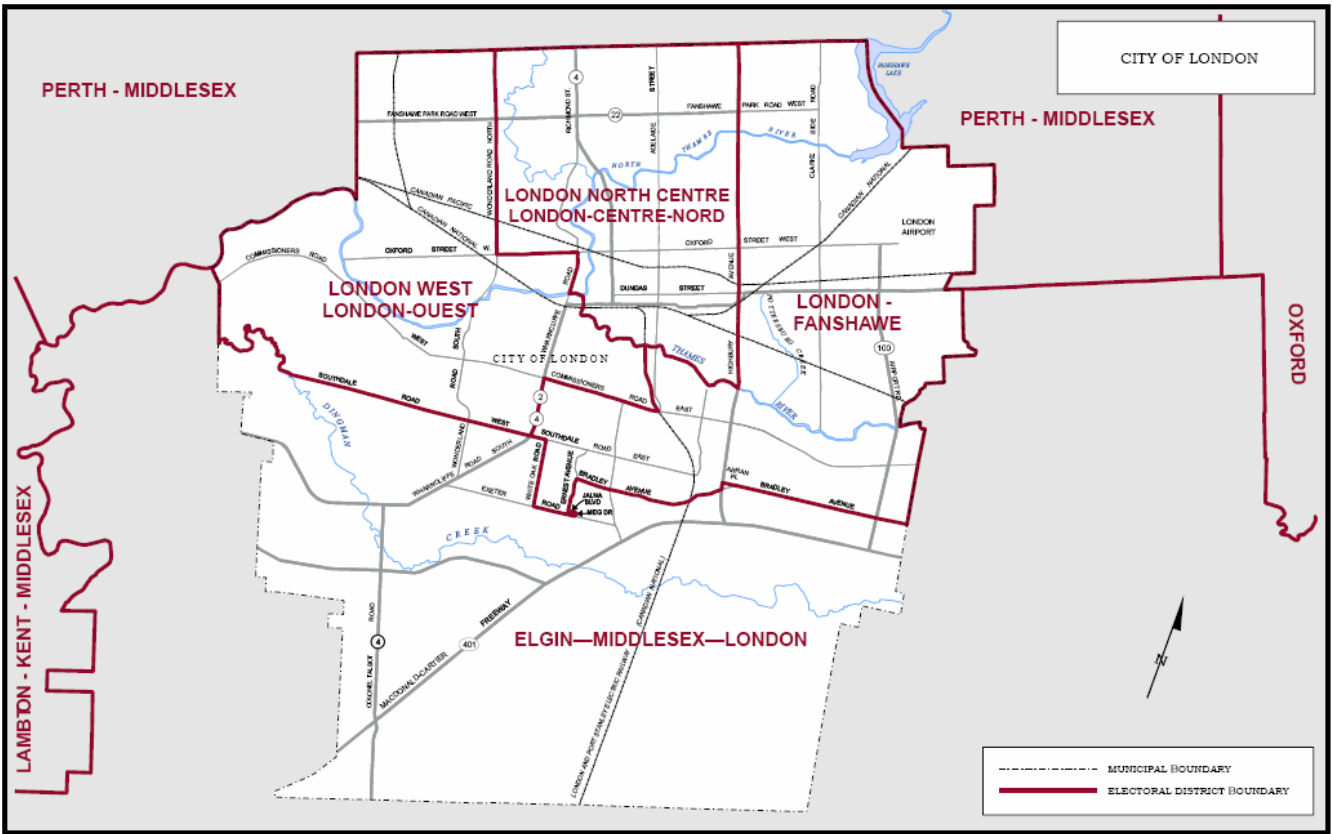 CITY OF LONDON
PERTH - MIDDLESEX
PERTH - MIDDLESEX
FANSHAWE
LAKE
4
RICHMOND ST.
STREET
ADELAIDE
FANSHAWE PARK ROAD WEST
22
FANSHAWE
PARK ROAD WEST
CLARKE SIDE ROAD
WONDERLAND ROAD NORTH
NORTH THAMES RIVER
CANADIAN PACIFIC
CANADIAN NATIONAL
CANADIAN NATIONAL
LONDON NORTH CENTRE
LONDON-CENTRE-NORD
LONDON
AIRPORT
COMMISSIONERS ROAD
OXFORD STREET W.
OXFORD STREET WEST
ROAD
AVENUE
LONDON WEST
LONDON-OUEST
DUNDAS STREET
LONDON -
FANSHAWE
POTTERSBURG CREEK
OXFORD
WHARNCLIFFE
WEST
ROAD SOUTH
CITY OF LONDON
THAMES
HIGHBURY
100
AIRPORT RD
COMMISSIONERS
ROAD
EAST
RIVER
SOUTHDALE ROAD WEST
2
4
DINGMAN
SOUTHDALE ROAD EAST
WONDERLAND
WHARNCLIFFE ROAD SOUTH
WHITE OAK ROAD
ERNEST AVENUE
BRADLEY AVENUE
ARRAN
PL
BRADLEY AVENUE
EXETER
ROAD
JALNA
BLVD
MEG DR
CREEK
LAMBTON - KENT - MIDDLESEX
COLONEL TALBOT ROAD
4
MACDONALD-CARTIER FREEWAY
401
ELGIN—MIDDLESEX—LONDON
LONDON AND PORT STANLEY ELECTRIC RAILWAY (CANADIAN NATIONAL)
N
MUNICIPAL BOUNDARY
ELECTORAL DISTRICT BOUNDARY